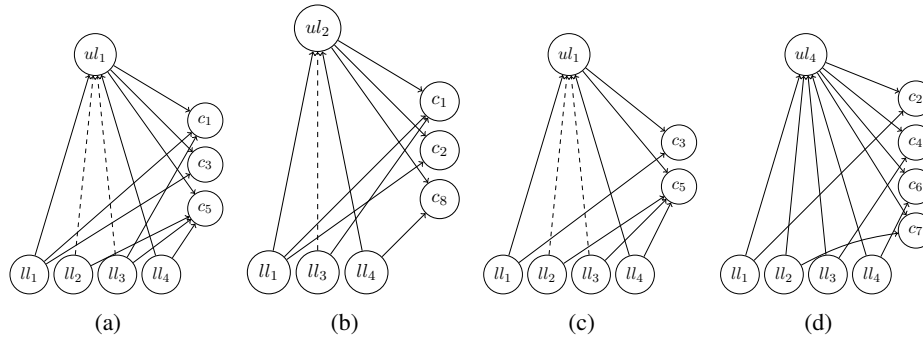 ul₁
c₁
c₃
c₅
ll₁ ll₂ ll₃ ll₄
(a)
ul₂
c₁
c₂
c₈
ll₁ ll₃ ll₄
(b)
ul₁
c₃
c₅
ll₁ ll₂ ll₃ ll₄
(c)
ul₄
c₂
c₄
c₆
c₇
ll₁ ll₂ ll₃ ll₄
(d)